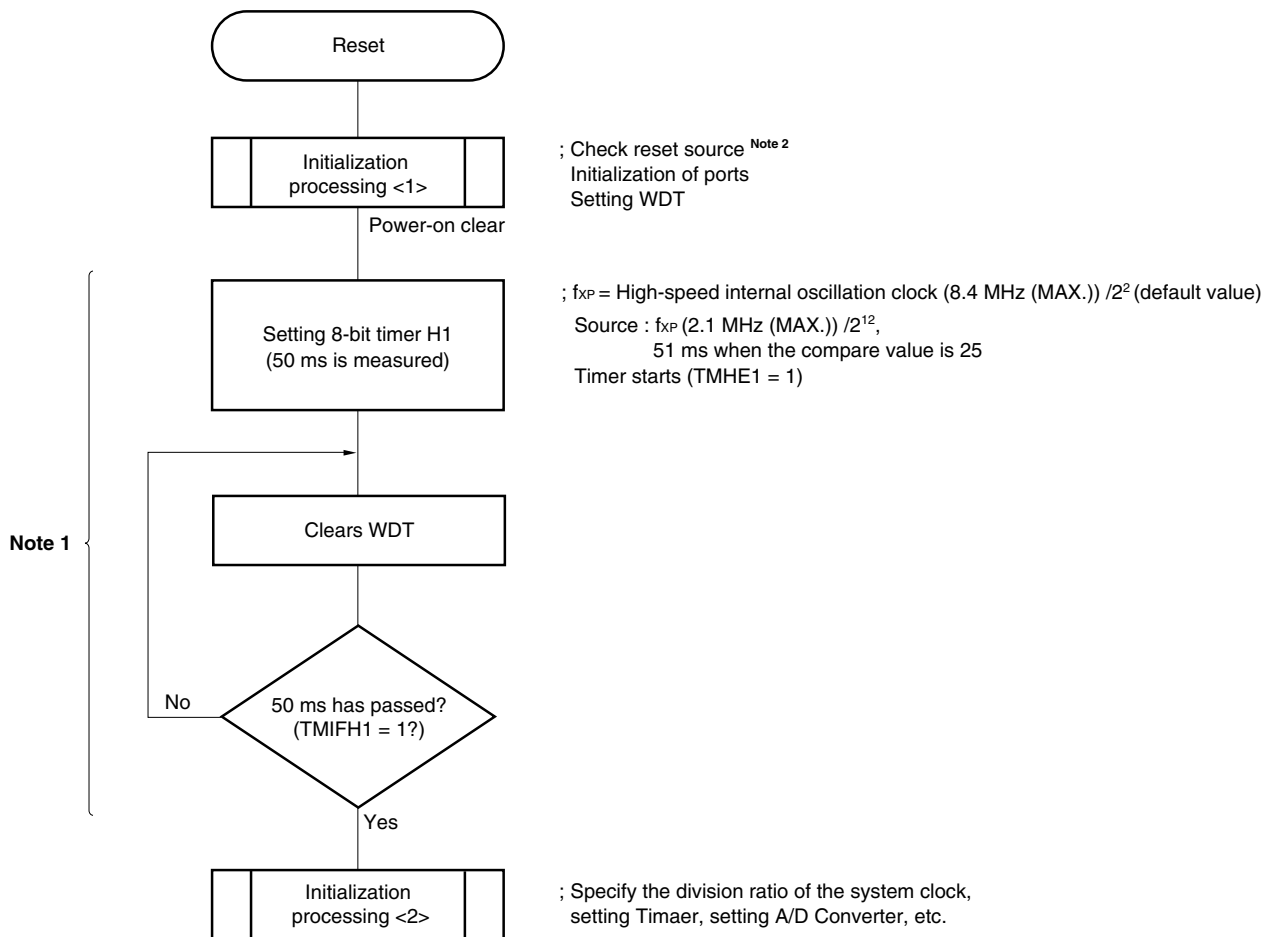 Reset
Initialization
processing <1>
; Check reset source Note 2
Initialization of ports
Setting WDT
Power-on clear
Setting 8-bit timer H1
(50 ms is measured)
; fXP = High-speed internal oscillation clock (8.4 MHz (MAX.)) /2² (default value)
Source : fXP (2.1 MHz (MAX.)) /2¹²,
51 ms when the compare value is 25
Timer starts (TMHE1 = 1)
Note 1
Clears WDT
50 ms has passed?
(TMIFH1 = 1?)
No
Yes
Initialization
processing <2>
; Specify the division ratio of the system clock,
setting Timaer, setting A/D Converter, etc.